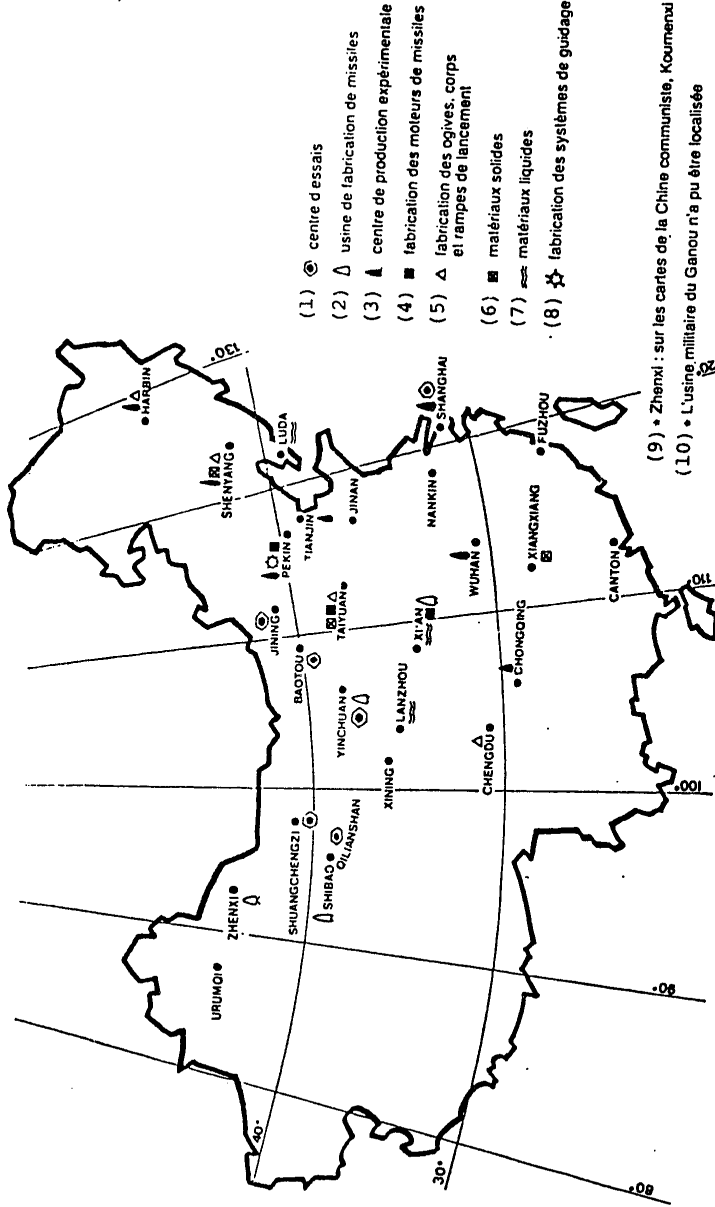 (1) centre d'essais
(2) usine de fabrication de missiles
(3) centre de production expérimentale
(4) fabrication des moteurs de missiles
(5) fabrication des ogives, corps
et rampes de lancement
(6) matériaux solides
(7) matériaux liquides
(8) fabrication des systèmes de guidage
(9) * Zhenxi : sur les cartes de la Chine communiste, Koumenxi
(10) * L'usine militaire du Ganou n'a pu être localisée
130°
HARBIN
SHENYANG
LUDA
PEKIN
TIANJIN
JINAN
JINING
BAOTOU
TAIYUAN
YINCHUAN
XI'AN
LANZHOU
XINING
SHANGHAI
NANKIN
WUHAN
FUZHOU
XIANGXIANG
CHONGQING
CHENGDU
CANTON
SHUANGCHENGZI
QILIANSHAN
SHIBAO
ZHENXI
URUMQI
40°
30°
80°
90°
100°
110